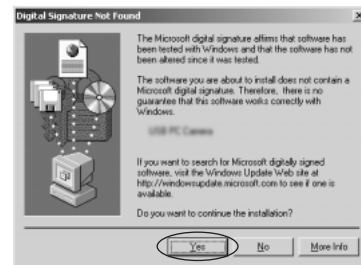 Digital Signature Not Found
The Microsoft digital signature affirms that software has
been tested with Windows and that the software has not
been altered since it was tested.
The software you are about to install does not contain a
Microsoft digital signature. Therefore, there is no
guarantee that this software works correctly with
Windows.
USB PC Camera
If you want to search for Microsoft digitally signed
software, visit the Windows Update Web site at
http://windowsupdate.microsoft.com to see if one is
available.
Do you want to continue the installation?
Yes No More Info